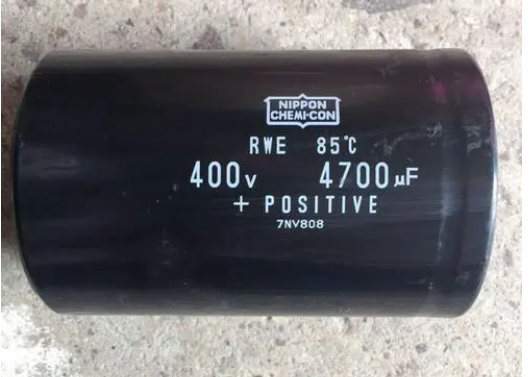 NIPPON
CHEMI-CON
RWE 85°C
400V 4700µF
+ POSITIVE
7NV808